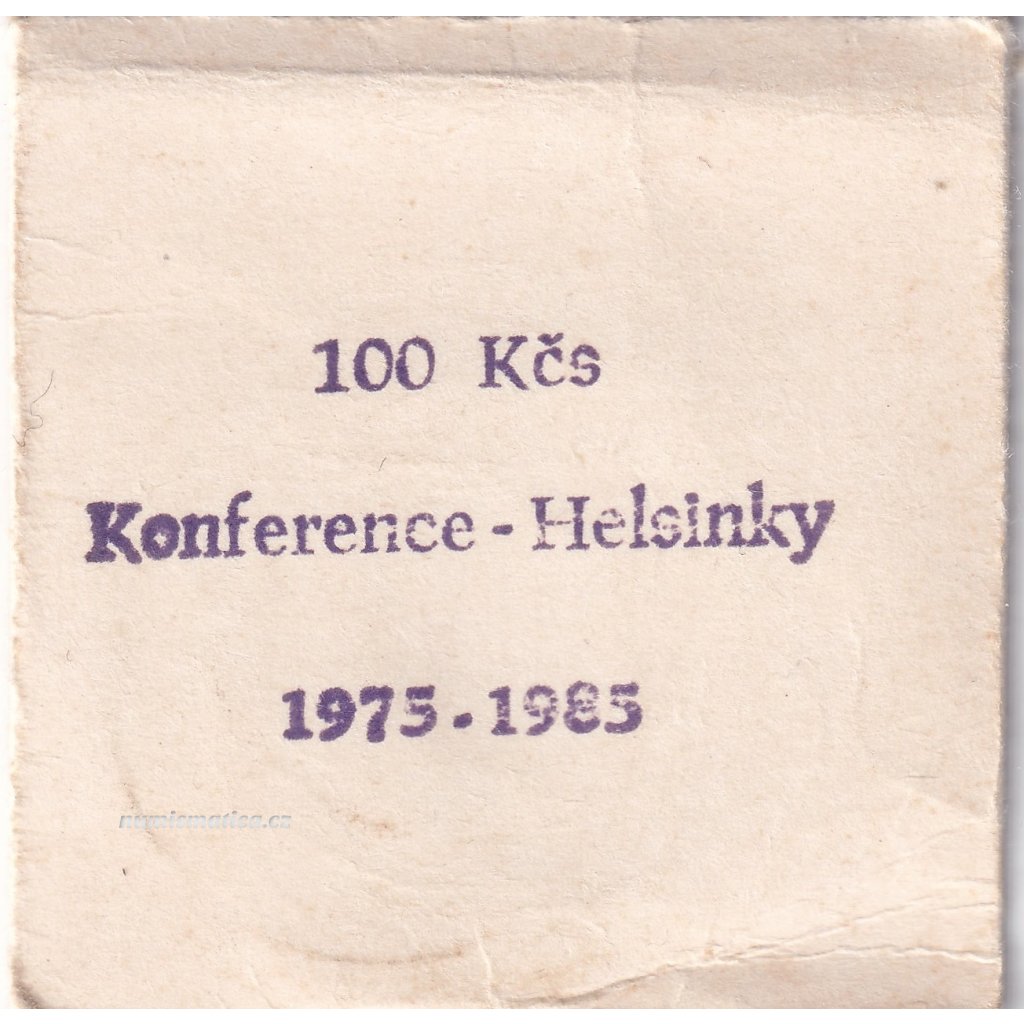 100 Kčs
Konference - Helsinky
1975-1985
numismatica.cz